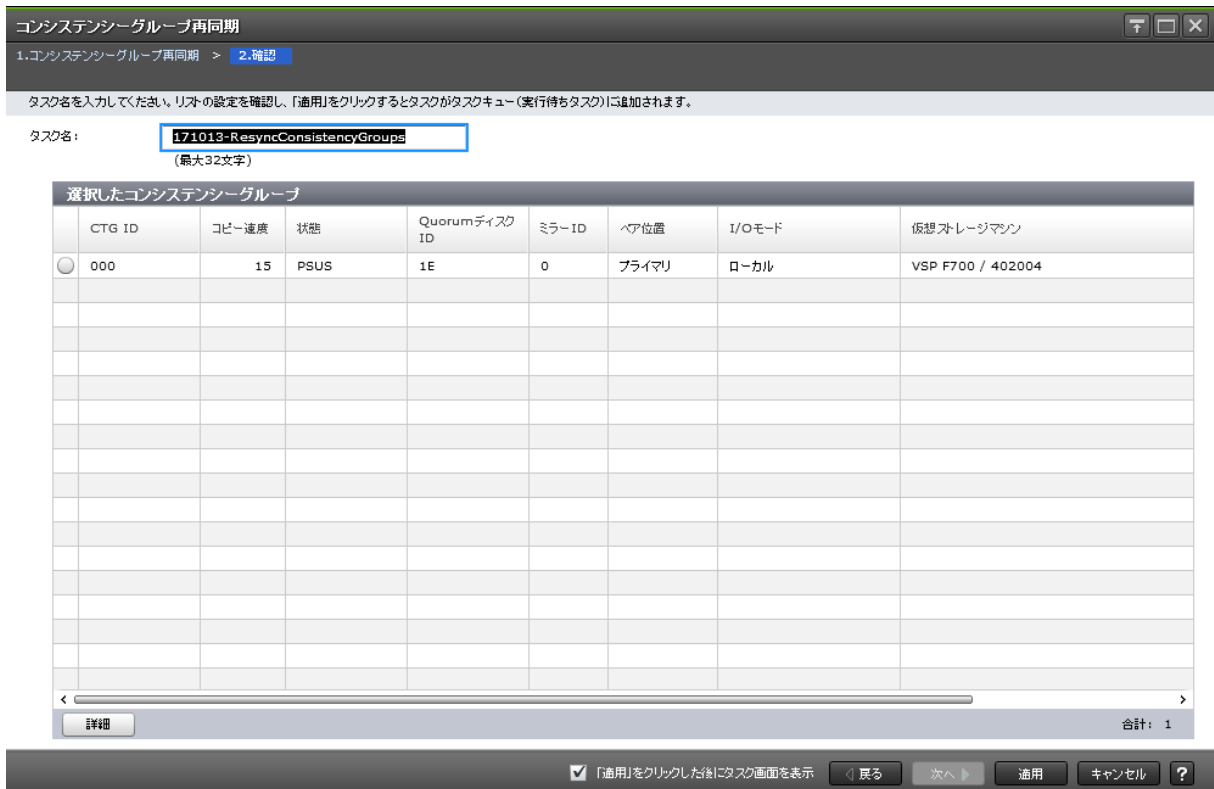 コンシステンシーグループ再同期
1.コンシステンシーグループ再同期 > 2.確認
タスク名を入力してください。リストの設定を確認し、「適用」をクリックするとタスクがタスクキュー(実行待ちタスク)に追加されます。
タスク名: 171013-ResyncConsistencyGroups
(最大32文字)
選択したコンシステンシーグループ
CTG ID コピー速度 状態 Quorumディスク ID ミラーID ペア位置 I/Oモード 仮想ストレージマシン
000 15 PSUS 1E 0 プライマリ ローカル VSP F700 / 402004
詳細 合計: 1
「適用」をクリックした後にタスク画面を表示 戻る 次へ 適用 キャンセル ?